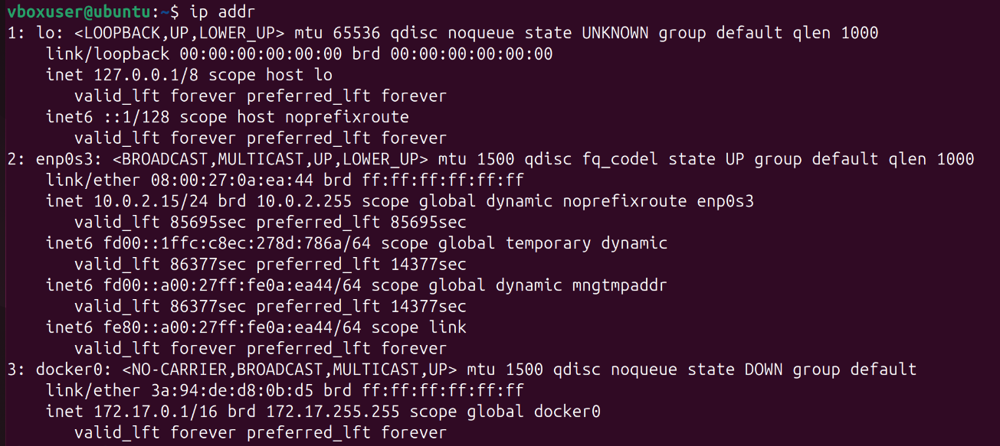 vboxuser@ubuntu:~$ ip addr
1: lo: <LOOPBACK,UP,LOWER_UP> mtu 65536 qdisc noqueue state UNKNOWN group default qlen 1000
    link/loopback 00:00:00:00:00:00 brd 00:00:00:00:00:00
    inet 127.0.0.1/8 scope host lo
       valid_lft forever preferred_lft forever
    inet6 ::1/128 scope host noprefixroute
       valid_lft forever preferred_lft forever
2: enp0s3: <BROADCAST,MULTICAST,UP,LOWER_UP> mtu 1500 qdisc fq_codel state UP group default qlen 1000
    link/ether 08:00:27:0a:ea:44 brd ff:ff:ff:ff:ff:ff
    inet 10.0.2.15/24 brd 10.0.2.255 scope global dynamic noprefixroute enp0s3
       valid_lft 85695sec preferred_lft 85695sec
    inet6 fd00::1ffc:c8ec:278d:786a/64 scope global temporary dynamic
       valid_lft 86377sec preferred_lft 14377sec
    inet6 fd00::a00:27ff:fe0a:ea44/64 scope global dynamic mngtmpaddr
       valid_lft 86377sec preferred_lft 14377sec
    inet6 fe80::a00:27ff:fe0a:ea44/64 scope link
       valid_lft forever preferred_lft forever
3: docker0: <NO-CARRIER,BROADCAST,MULTICAST,UP> mtu 1500 qdisc noqueue state DOWN group default
    link/ether 3a:94:de:d8:0b:d5 brd ff:ff:ff:ff:ff:ff
    inet 172.17.0.1/16 brd 172.17.255.255 scope global docker0
       valid_lft forever preferred_lft forever